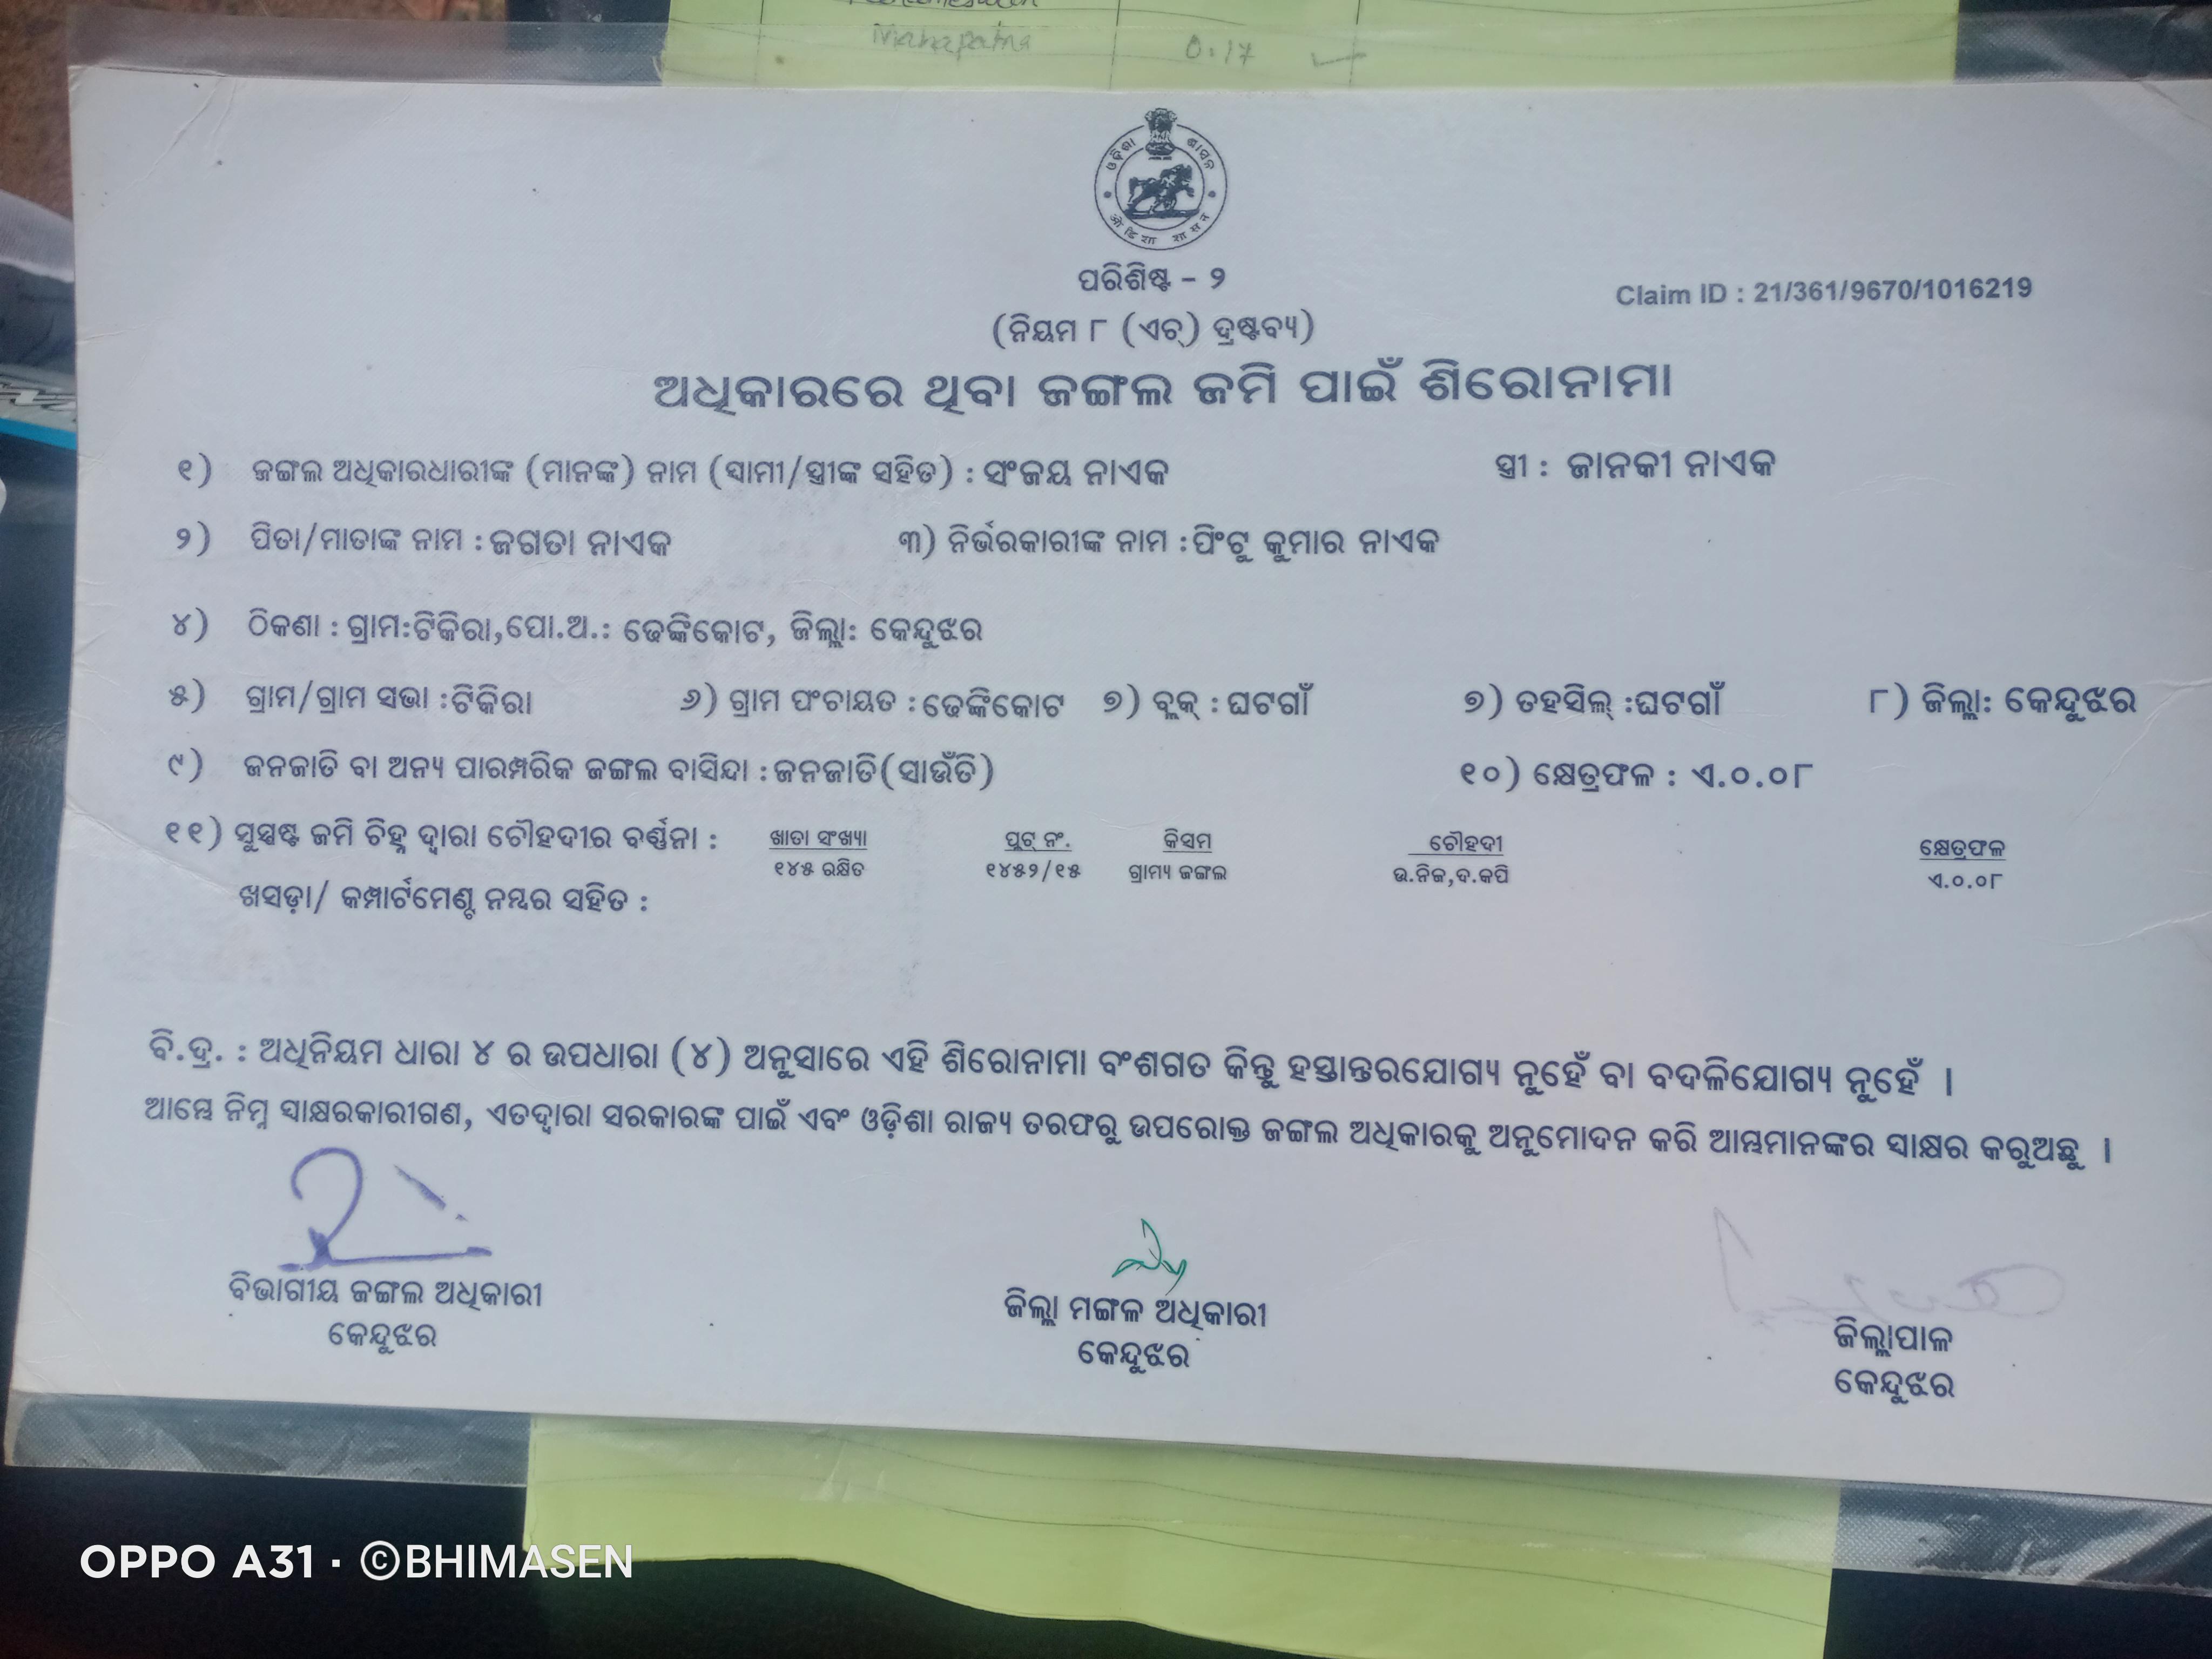 Mahapatra 0.17
ଓଡ଼ିଶା ଶାସନ
ओडिशा शासन
ପରିଶିଷ୍ଟ - ୨
Claim ID : 21/361/9670/1016219
(ନିୟମ ୮ (ଏଚ୍) ଦ୍ରଷ୍ଟବ୍ୟ)
ଅଧିକାରରେ ଥିବା ଜଙ୍ଗଲ ଜମି ପାଇଁ ଶିରୋନାମା
୧) ଜଙ୍ଗଲ ଅଧିକାରଧାରୀଙ୍କ (ମାନଙ୍କ) ନାମ (ସ୍ୱାମୀ/ସ୍ତ୍ରୀଙ୍କ ସହିତ) : ସଂଜୟ ନାଏକ ସ୍ତ୍ରୀ : ଜାନକୀ ନାଏକ
୨) ପିତା/ମାତାଙ୍କ ନାମ : ଜଗତା ନାଏକ ୩) ନିର୍ଭରକାରୀଙ୍କ ନାମ : ପିଂଟୁ କୁମାର ନାଏକ
୪) ଠିକଣା : ଗ୍ରାମ:ଟିକିରା, ପୋ.ଅ.: ଢେଙ୍କିକୋଟ, ଜିଲ୍ଲା: କେନ୍ଦୁଝର
୫) ଗ୍ରାମ/ଗ୍ରାମ ସଭା : ଟିକିରା ୬) ଗ୍ରାମ ପଂଚାୟତ : ଢେଙ୍କିକୋଟ ୭) ବ୍ଲକ୍ : ଘଟଗାଁ ୭) ତହସିଲ୍ : ଘଟଗାଁ ୮) ଜିଲ୍ଲା: କେନ୍ଦୁଝର
୯) ଜନଜାତି ବା ଅନ୍ୟ ପାରମ୍ପରିକ ଜଙ୍ଗଲ ବାସିନ୍ଦା : ଜନଜାତି(ସାଉଁତି) ୧୦) କ୍ଷେତ୍ରଫଳ : ଏ.୦.୦୮
୧୧) ସୁସ୍ପଷ୍ଟ ଜମି ଚିହ୍ନ ଦ୍ୱାରା ଚୌହଦୀର ବର୍ଣ୍ଣନା : ଖାତା ସଂଖ୍ୟା ପ୍ଲଟ୍ ନଂ. କିସମ ଚୌହଦୀ କ୍ଷେତ୍ରଫଳ
୧୪୫ ରକ୍ଷିତ ୧୪୫୨/୧୫ ଗ୍ରାମ୍ୟ ଜଙ୍ଗଲ ଉ.ନିଜ,ଦ.କପି ଏ.୦.୦୮
ଖସଡ଼ା/ କମ୍ପାର୍ଟମେଣ୍ଟ ନମ୍ବର ସହିତ :
ବି.ଦ୍ର. : ଅଧିନିୟମ ଧାରା ୪ ର ଉପଧାରା (୪) ଅନୁସାରେ ଏହି ଶିରୋନାମା ବଂଶଗତ କିନ୍ତୁ ହସ୍ତାନ୍ତରଯୋଗ୍ୟ ନୁହେଁ ବା ବଦଳିଯୋଗ୍ୟ ନୁହେଁ ।
ଆମ୍ଭେ ନିମ୍ନ ସ୍ୱାକ୍ଷରକାରୀଗଣ, ଏତଦ୍ୱାରା ସରକାରଙ୍କ ପାଇଁ ଏବଂ ଓଡ଼ିଶା ରାଜ୍ୟ ତରଫରୁ ଉପରୋକ୍ତ ଜଙ୍ଗଲ ଅଧିକାରକୁ ଅନୁମୋଦନ କରି ଆମ୍ଭମାନଙ୍କର ସ୍ୱାକ୍ଷର କରୁଅଛୁ ।
ବିଭାଗୀୟ ଜଙ୍ଗଲ ଅଧିକାରୀ ଜିଲ୍ଲା ମଙ୍ଗଳ ଅଧିକାରୀ ଜିଲ୍ଲାପାଳ
କେନ୍ଦୁଝର କେନ୍ଦୁଝର କେନ୍ଦୁଝର
OPPO A31 · ©BHIMASEN